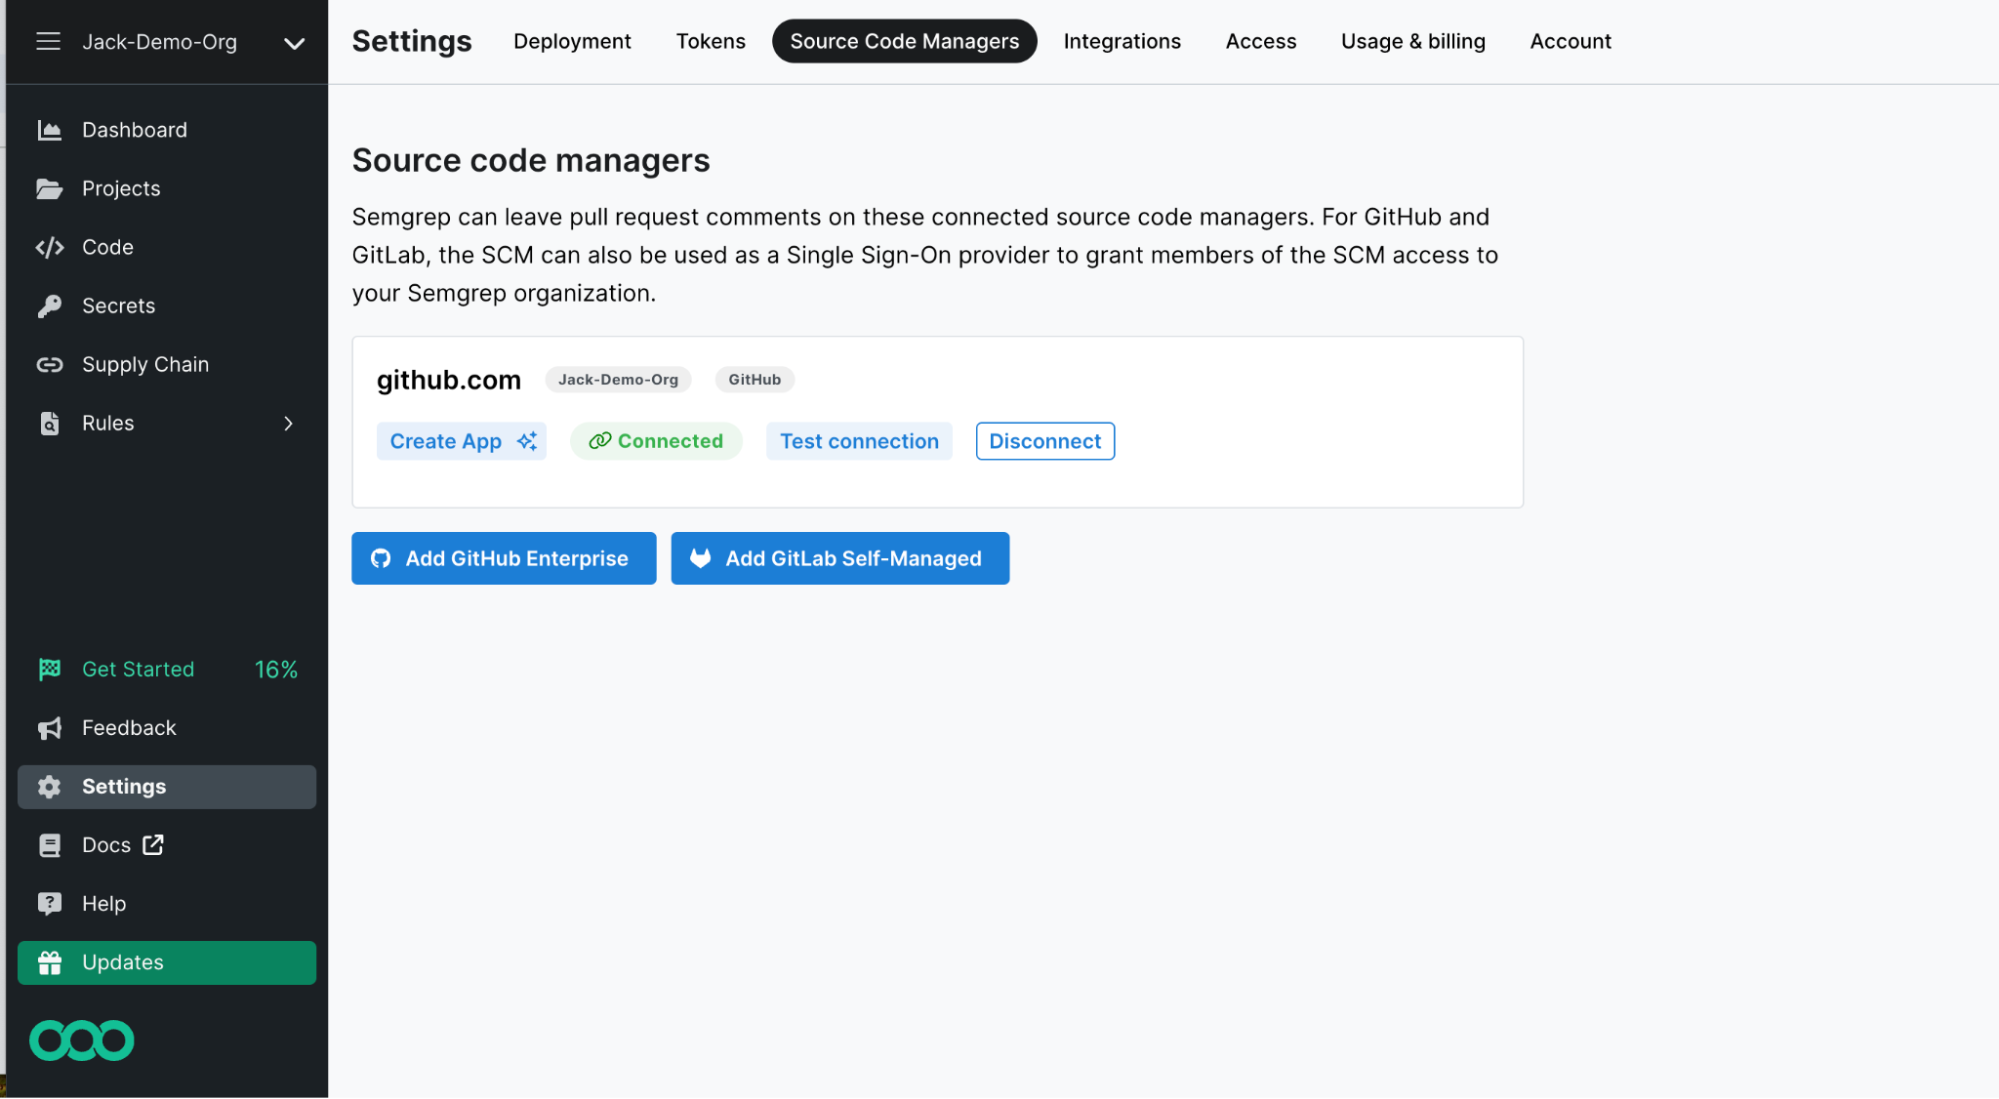 Jack-Demo-Org
Settings
Deployment
Tokens
Source Code Managers
Integrations
Access
Usage & billing
Account
Dashboard
Projects
Code
Secrets
Supply Chain
Rules
Get Started 16%
Feedback
Settings
Docs
Help
Updates
Source code managers
Semgrep can leave pull request comments on these connected source code managers. For GitHub and
GitLab, the SCM can also be used as a Single Sign-On provider to grant members of the SCM access to
your Semgrep organization.
github.com Jack-Demo-Org GitHub
Create App Connected Test connection Disconnect
Add GitHub Enterprise Add GitLab Self-Managed